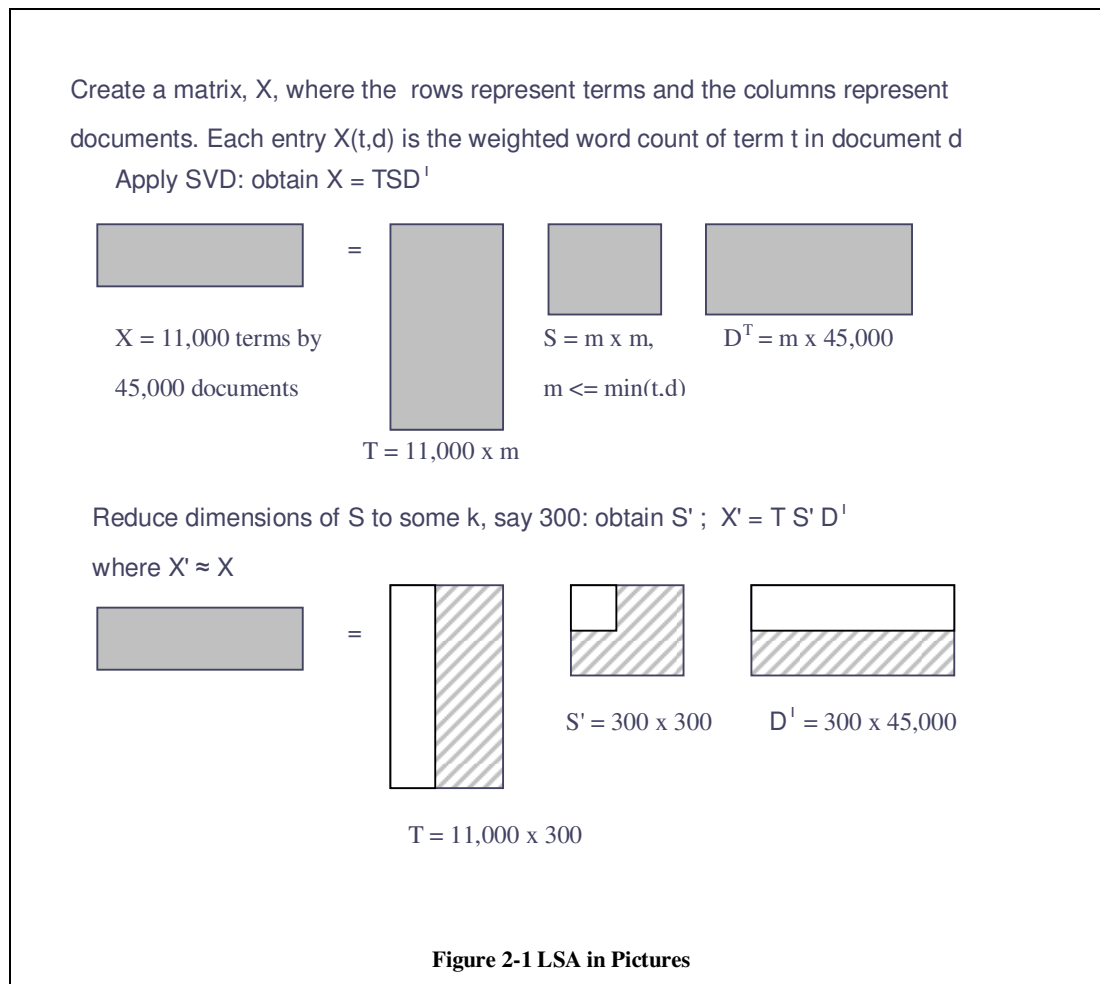 Create a matrix, X, where the rows represent terms and the columns represent
documents. Each entry X(t,d) is the weighted word count of term t in document d
Apply SVD: obtain X = TSD^T
=
X = 11,000 terms by
45,000 documents
T = 11,000 x m
S = m x m,
m <= min(t,d)
D^T = m x 45,000
Reduce dimensions of S to some k, say 300: obtain S' ; X' = T S' D^T
where X' ≈ X
=
T = 11,000 x 300
S' = 300 x 300
D^T = 300 x 45,000
Figure 2-1 LSA in Pictures